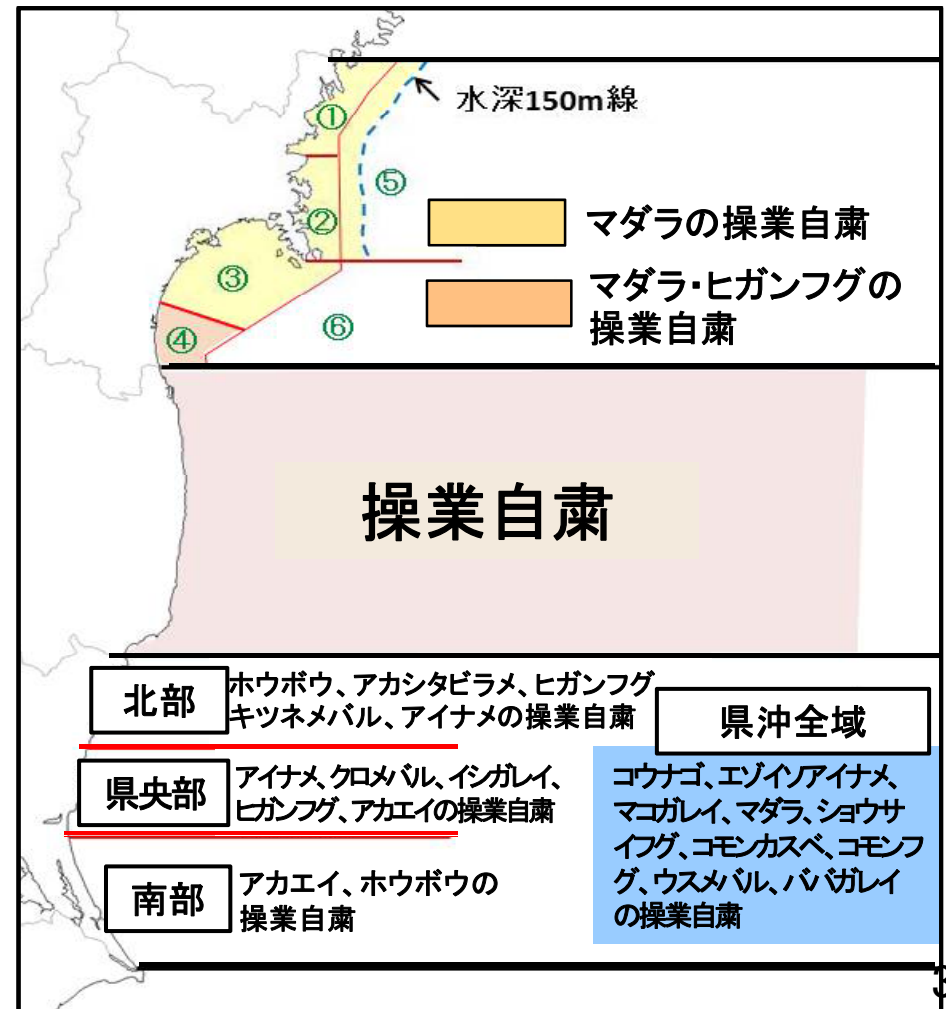 水深150m線
①
⑤
②
マダラの操業自粛
③
マダラ・ヒガンフグの
操業自粛
⑥
④
操業自粛
北部
ホウボウ、アカシタビラメ、ヒガンフグ
キツネメバル、アイナメの操業自粛
県沖全域
県央部
アイナメ、クロメバル、イシガレイ、
ヒガンフグ、アカエイの操業自粛
コウナゴ、エゾイソアイナメ、
マコガレイ、マダラ、ショウサ
イフグ、コモンカスベ、コモンフ
グ、ウスメバル、ババガレイ
の操業自粛
南部
アカエイ、ホウボウの
操業自粛
3